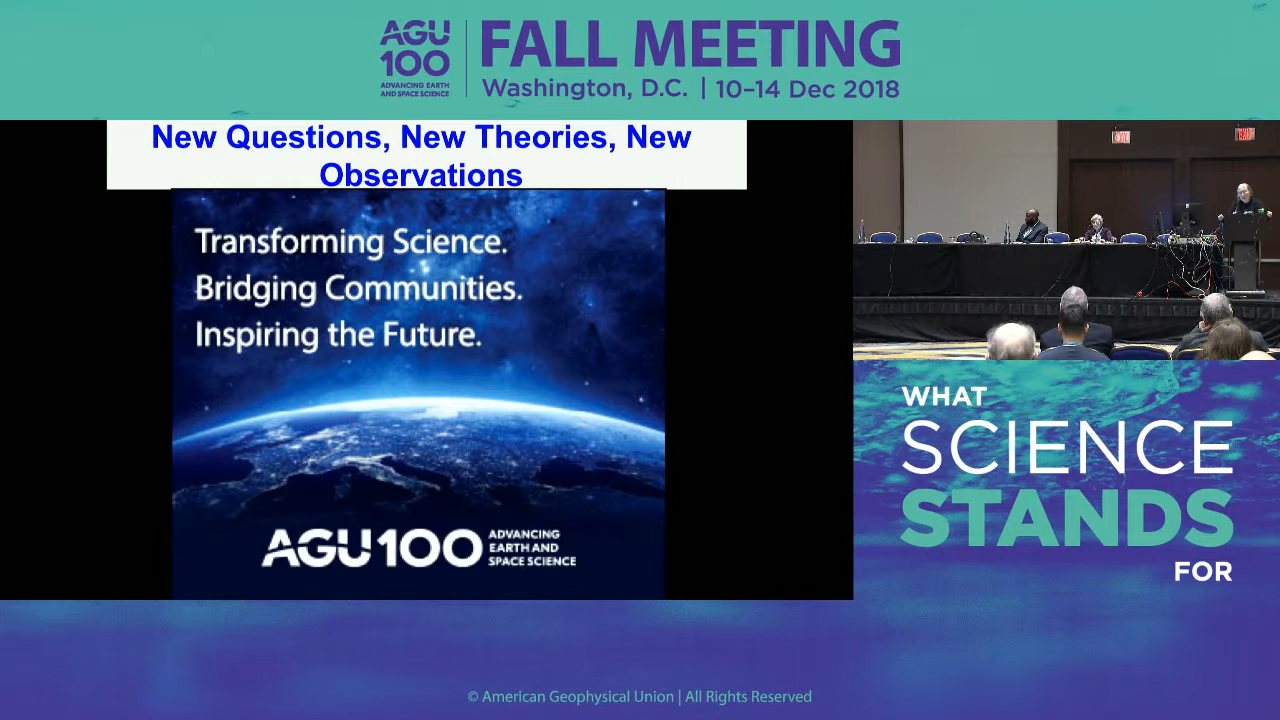 AGU
100
ADVANCING EARTH
AND SPACE SCIENCE
FALL MEETING
Washington, D.C. | 10–14 Dec 2018
New Questions, New Theories, New
Observations
Transforming Science.
Bridging Communities.
Inspiring the Future.
AGU100
ADVANCING
EARTH AND
SPACE SCIENCE
WHAT
SCIENCE
STANDS
FOR
© American Geophysical Union | All Rights Reserved